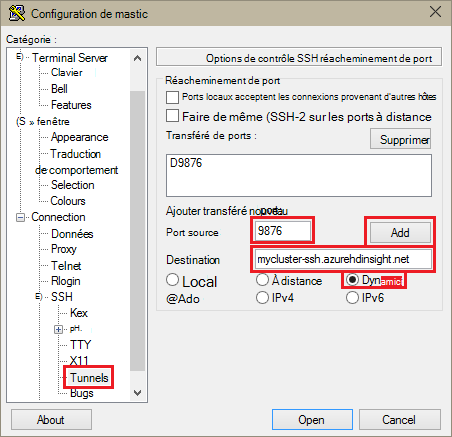 Configuration de mastic
Catégorie :
Terminal Server
Clavier
Bell
Features
(S » fenêtre
Appearance
Traduction
de comportement
Selection
Colours
Connection
Données
Proxy
Telnet
Rlogin
SSH
Kex
pH.
TTY
X11
Tunnels
Bugs
Options de contrôle SSH réacheminement de port
Réacheminement de port
Ports locaux acceptent les connexions provenant d'autres hôtes
Faire de même (SSH-2 sur les ports à distance
Transféré de ports :
Supprimer
D9876
Ajouter transféré nouveau
Port source
9876
Add
Destination
mycluster-ssh.azurehdinsight.net
Local
À distance
Dynamic
@Ado
IPv4
IPv6
About
Open
Cancel